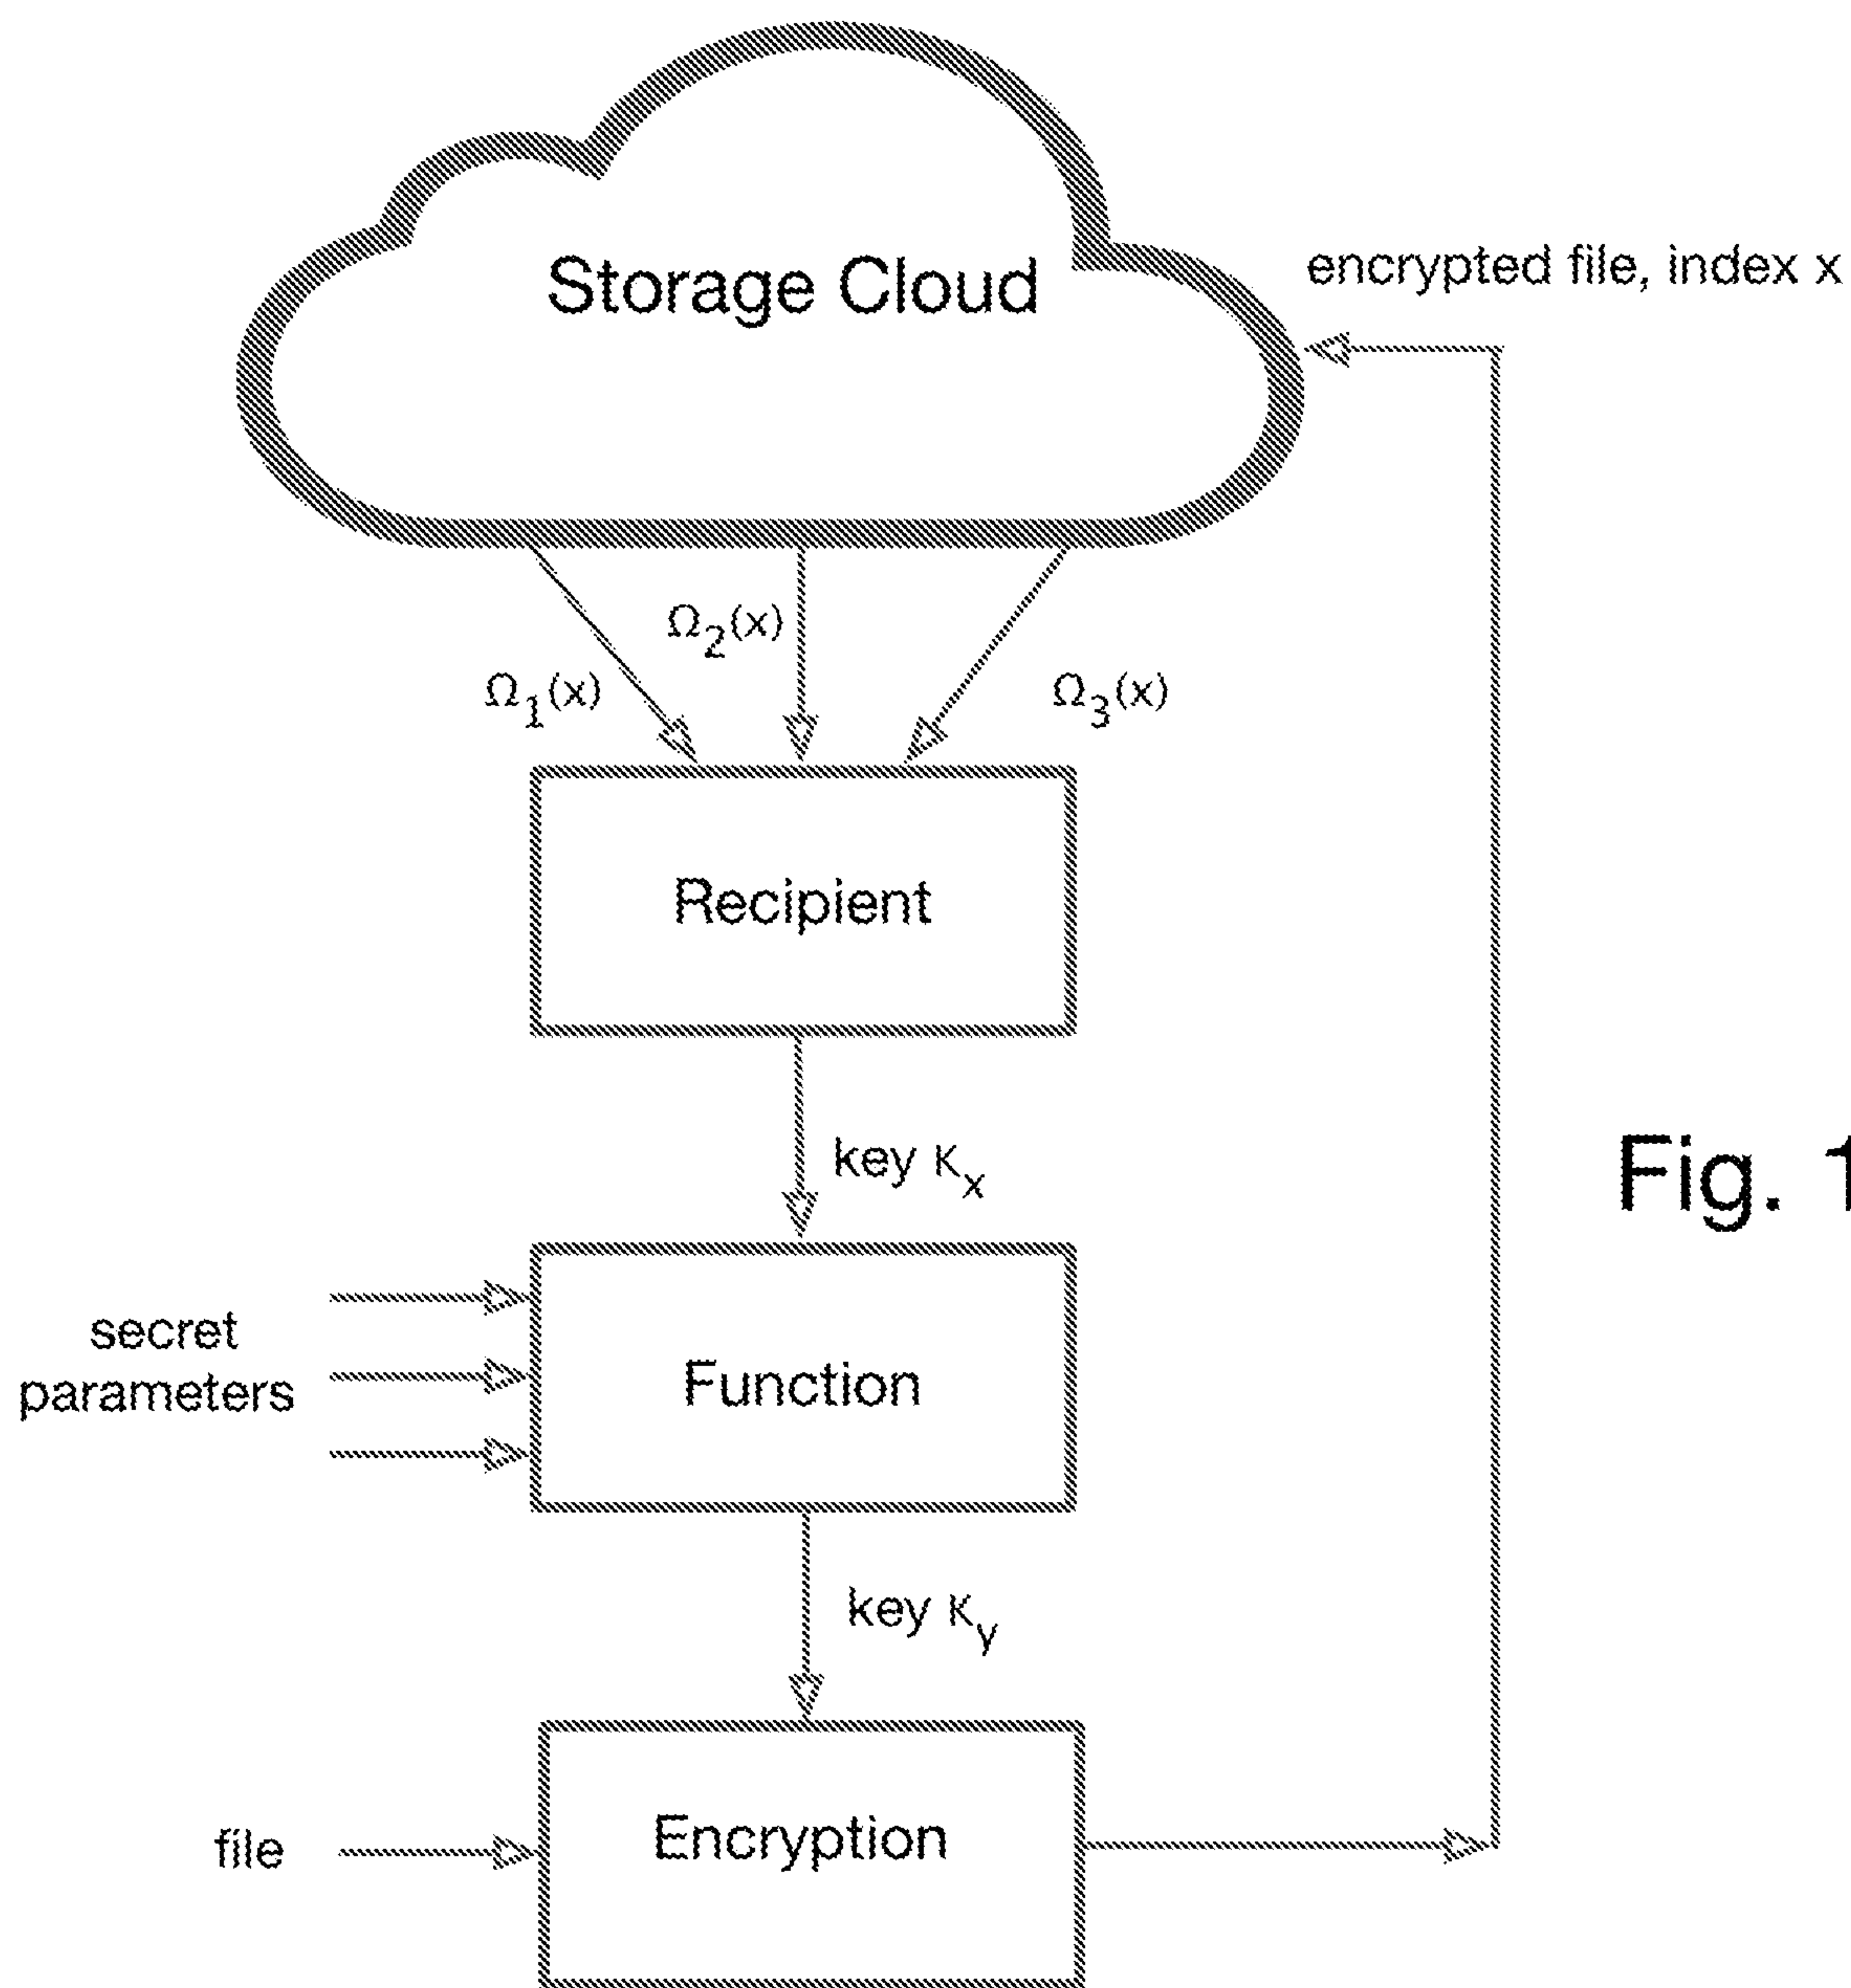 Storage Cloud
encrypted file, index x
Ω2(x)
Ω1(x)
Ω3(x)
Recipient
key Kx
Fig. 1
secret
parameters
Function
key Ky
file
Encryption